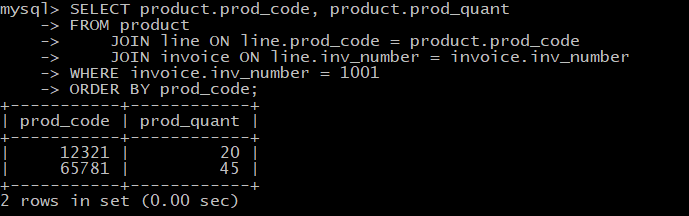 mysql> SELECT product.prod_code, product.prod_quant
    -> FROM product
    ->     JOIN line ON line.prod_code = product.prod_code
    ->     JOIN invoice ON line.inv_number = invoice.inv_number
    -> WHERE invoice.inv_number = 1001
    -> ORDER BY prod_code;
+-----------+------------+
| prod_code | prod_quant |
+-----------+------------+
|     12321 |         20 |
|     65781 |         45 |
+-----------+------------+
2 rows in set (0.00 sec)